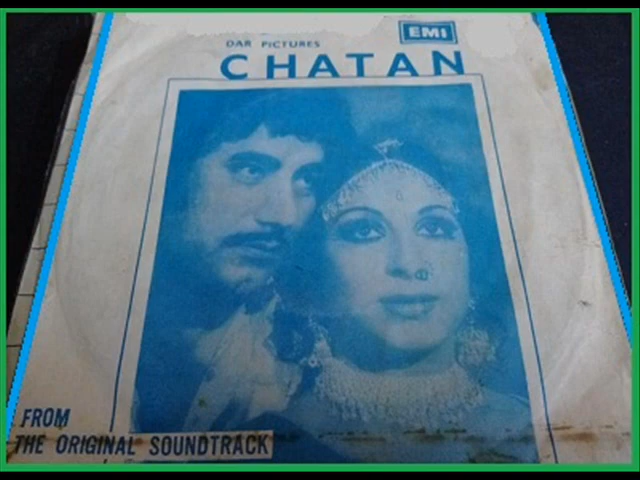 EMI
DAR PICTURES
CHATAN
FROM
THE ORIGINAL SOUNDTRACK